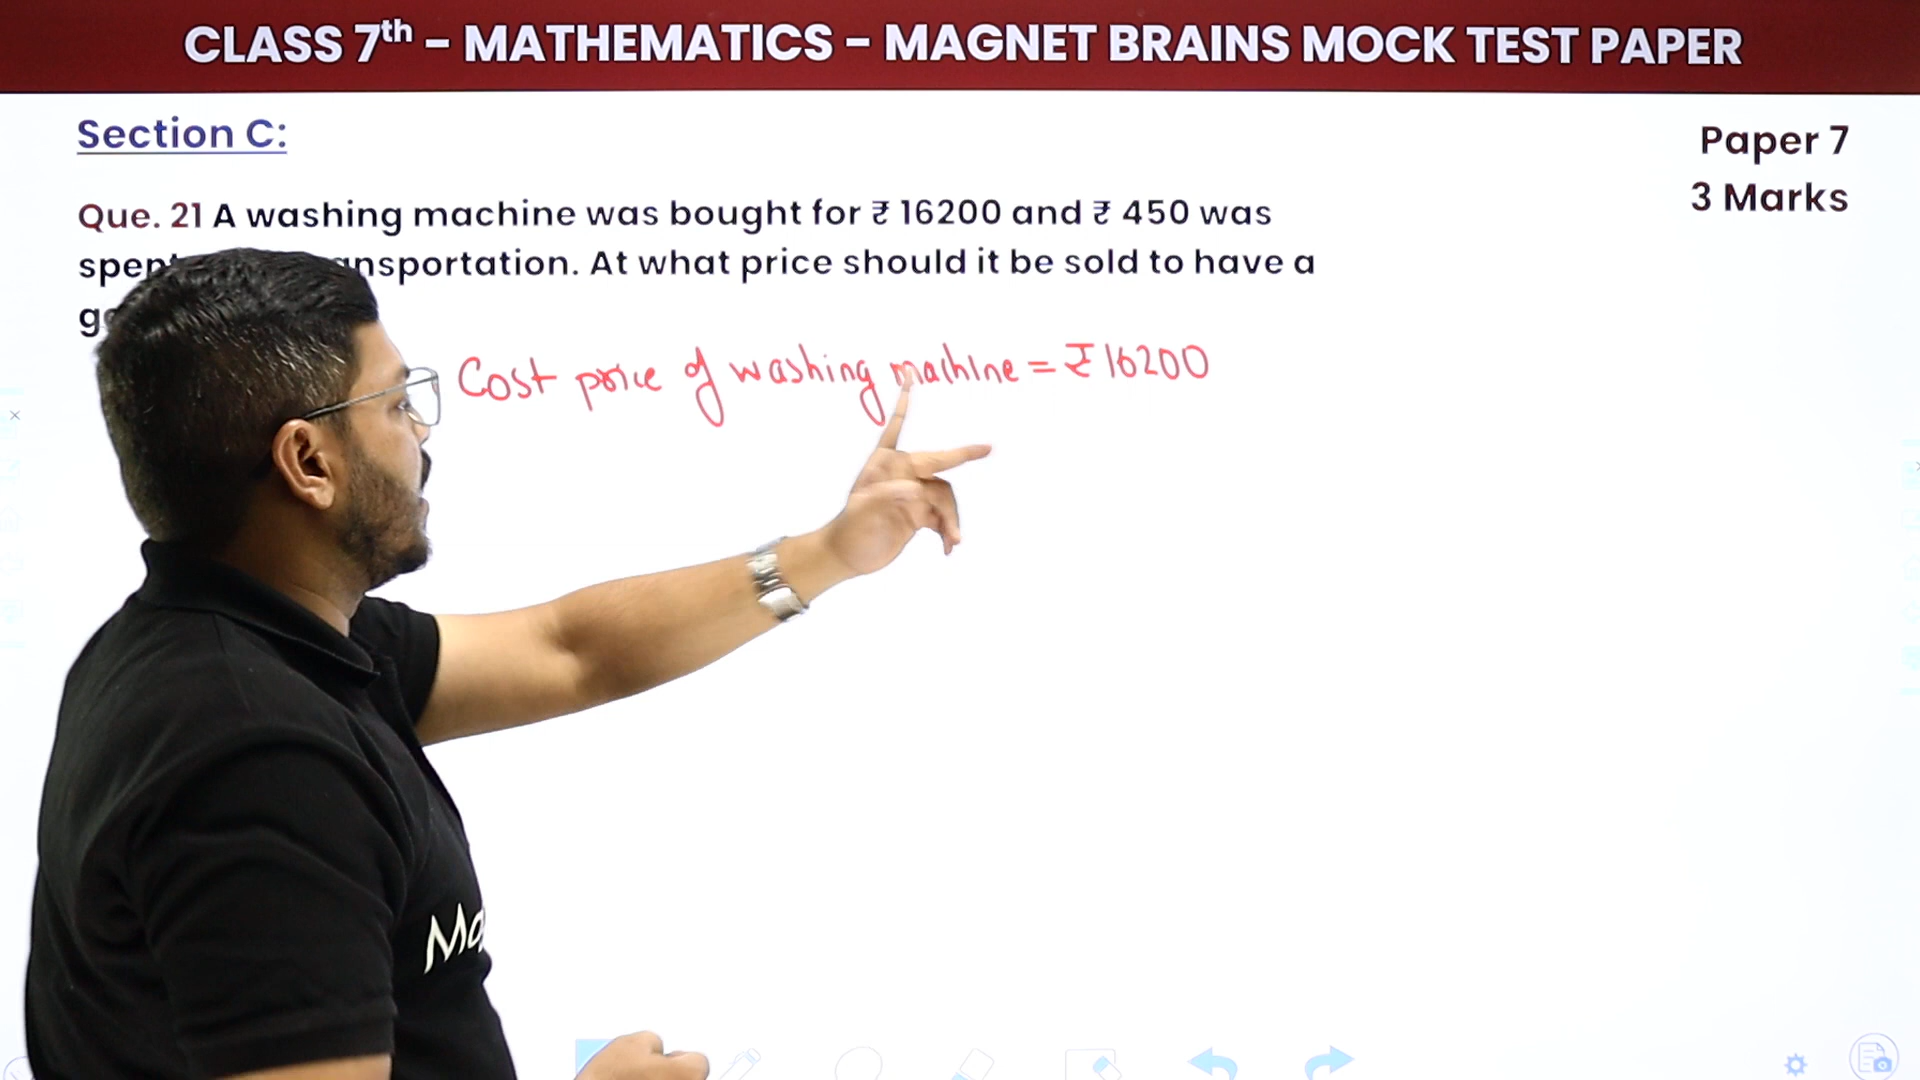 CLASS 7th - MATHEMATICS - MAGNET BRAINS MOCK TEST PAPER
Section C:
Paper 7
3 Marks
Que. 21 A washing machine was bought for ₹ 16200 and ₹ 450 was
nsportation. At what price should it be sold to have a
Cost price of washing machine = ₹ 16200